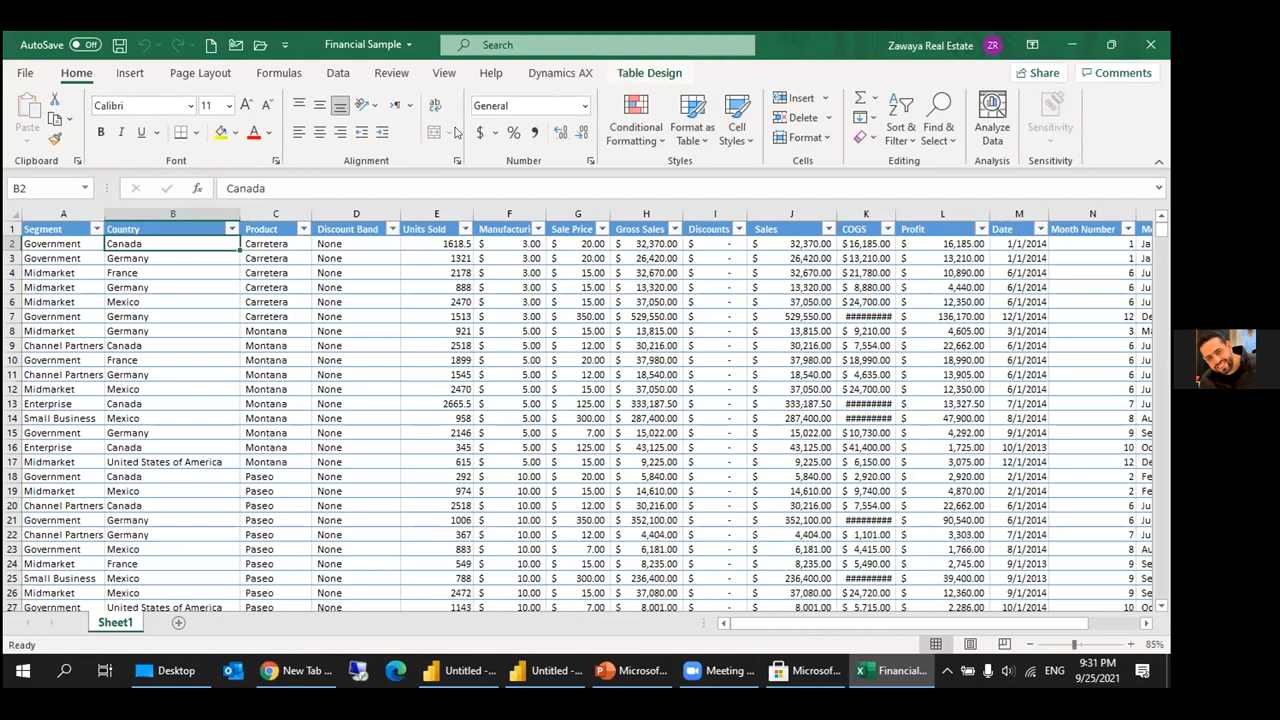 AutoSave Off Financial Sample Search Zawaya Real Estate ZR
File Home Insert Page Layout Formulas Data Review View Help Dynamics AX Table Design Share Comments
Paste Calibri 11 General Conditional Formatting Format as Table Cell Styles Insert Delete Format Sort & Filter Find & Select Analyze Data Sensitivity
Clipboard Font Alignment Number Styles Cells Editing Analysis Sensitivity
B2 Canada
A B C D E F G H I J K L M N
1 Segment Country Product Discount Band Units Sold Manufacturi Sale Price Gross Sales Discounts Sales COGS Profit Date Month Number Mo
2 Government Canada Carretera None 1618.5 $ 3.00 $ 20.00 $ 32,370.00 $ - $ 32,370.00 $ 16,185.00 $ 16,185.00 1/1/2014 1 Ja
3 Government Germany Carretera None 1321 $ 3.00 $ 20.00 $ 26,420.00 $ - $ 26,420.00 $ 13,210.00 $ 13,210.00 1/1/2014 1 Ja
4 Midmarket France Carretera None 2178 $ 3.00 $ 15.00 $ 32,670.00 $ - $ 32,670.00 $ 21,780.00 $ 10,890.00 6/1/2014 6 Ju
5 Midmarket Germany Carretera None 888 $ 3.00 $ 15.00 $ 13,320.00 $ - $ 13,320.00 $ 8,880.00 $ 4,440.00 6/1/2014 6 Ju
6 Midmarket Mexico Carretera None 2470 $ 3.00 $ 15.00 $ 37,050.00 $ - $ 37,050.00 $ 24,700.00 $ 12,350.00 6/1/2014 6 Ju
7 Government Germany Carretera None 1513 $ 3.00 $ 350.00 $ 529,550.00 $ - $ 529,550.00 ######### $ 136,170.00 12/1/2014 12 De
8 Midmarket Germany Montana None 921 $ 5.00 $ 15.00 $ 13,815.00 $ - $ 13,815.00 $ 9,210.00 $ 4,605.00 3/1/2014 3 Ma
9 Channel Partners Canada Montana None 2518 $ 5.00 $ 12.00 $ 30,216.00 $ - $ 30,216.00 $ 7,554.00 $ 22,662.00 6/1/2014 6 Ju
10 Government France Montana None 1899 $ 5.00 $ 20.00 $ 37,980.00 $ - $ 37,980.00 $ 18,990.00 $ 18,990.00 6/1/2014 6 Ju
11 Channel Partners Germany Montana None 1545 $ 5.00 $ 12.00 $ 18,540.00 $ - $ 18,540.00 $ 4,635.00 $ 13,905.00 6/1/2014 6 Ju
12 Midmarket Mexico Montana None 2470 $ 5.00 $ 15.00 $ 37,050.00 $ - $ 37,050.00 $ 24,700.00 $ 12,350.00 6/1/2014 6 Ju
13 Enterprise Canada Montana None 2665.5 $ 5.00 $ 125.00 $ 333,187.50 $ - $ 333,187.50 ######### $ 13,327.50 7/1/2014 7 Ju
14 Small Business Mexico Montana None 958 $ 5.00 $ 300.00 $ 287,400.00 $ - $ 287,400.00 ######### $ 47,900.00 8/1/2014 8 Au
15 Government Germany Montana None 2146 $ 5.00 $ 7.00 $ 15,022.00 $ - $ 15,022.00 $ 10,730.00 $ 4,292.00 9/1/2014 9 Se
16 Enterprise Canada Montana None 345 $ 5.00 $ 125.00 $ 43,125.00 $ - $ 43,125.00 $ 41,400.00 $ 1,725.00 10/1/2013 10 Oc
17 Midmarket United States of America Montana None 615 $ 5.00 $ 15.00 $ 9,225.00 $ - $ 9,225.00 $ 6,150.00 $ 3,075.00 12/1/2014 12 De
18 Government Canada Paseo None 292 $ 10.00 $ 20.00 $ 5,840.00 $ - $ 5,840.00 $ 2,920.00 $ 2,920.00 2/1/2014 2 Fe
19 Midmarket Mexico Paseo None 974 $ 10.00 $ 15.00 $ 14,610.00 $ - $ 14,610.00 $ 9,740.00 $ 4,870.00 2/1/2014 2 Fe
20 Channel Partners Canada Paseo None 2518 $ 10.00 $ 12.00 $ 30,216.00 $ - $ 30,216.00 $ 7,554.00 $ 22,662.00 6/1/2014 6 Ju
21 Government Germany Paseo None 1006 $ 10.00 $ 350.00 $ 352,100.00 $ - $ 352,100.00 ######### $ 90,540.00 6/1/2014 6 Ju
22 Channel Partners Germany Paseo None 367 $ 10.00 $ 12.00 $ 4,404.00 $ - $ 4,404.00 $ 1,101.00 $ 3,303.00 7/1/2014 7 Ju
23 Government Mexico Paseo None 883 $ 10.00 $ 7.00 $ 6,181.00 $ - $ 6,181.00 $ 4,415.00 $ 1,766.00 8/1/2014 8 Au
24 Midmarket France Paseo None 549 $ 10.00 $ 15.00 $ 8,235.00 $ - $ 8,235.00 $ 5,490.00 $ 2,745.00 9/1/2013 9 Se
25 Small Business Mexico Paseo None 788 $ 10.00 $ 300.00 $ 236,400.00 $ - $ 236,400.00 ######### $ 39,400.00 9/1/2013 9 Se
26 Midmarket Mexico Paseo None 2472 $ 10.00 $ 15.00 $ 37,080.00 $ - $ 37,080.00 $ 24,720.00 $ 12,360.00 9/1/2014 9 Se
27 Government United States of America Paseo None 1143 $ 10.00 $ 7.00 $ 8,001.00 $ - $ 8,001.00 $ 5,715.00 $ 2,286.00 10/1/2014 10 Oc
Sheet1
Ready 85%
Desktop New Tab ... Untitled -... Untitled -... Microsof... Meeting ... Microsof... Financial... ENG 9:31 PM
9/25/2021